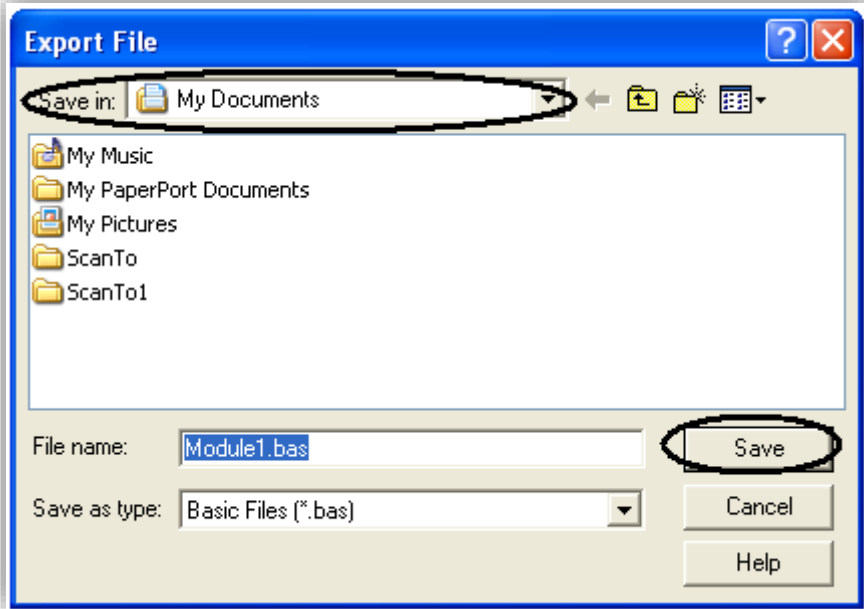 Export File
?
Save in: My Documents
My Music
My PaperPort Documents
My Pictures
ScanTo
ScanTo1
File name: Module1.bas Save
Save as type: Basic Files (*.bas) Cancel
Help